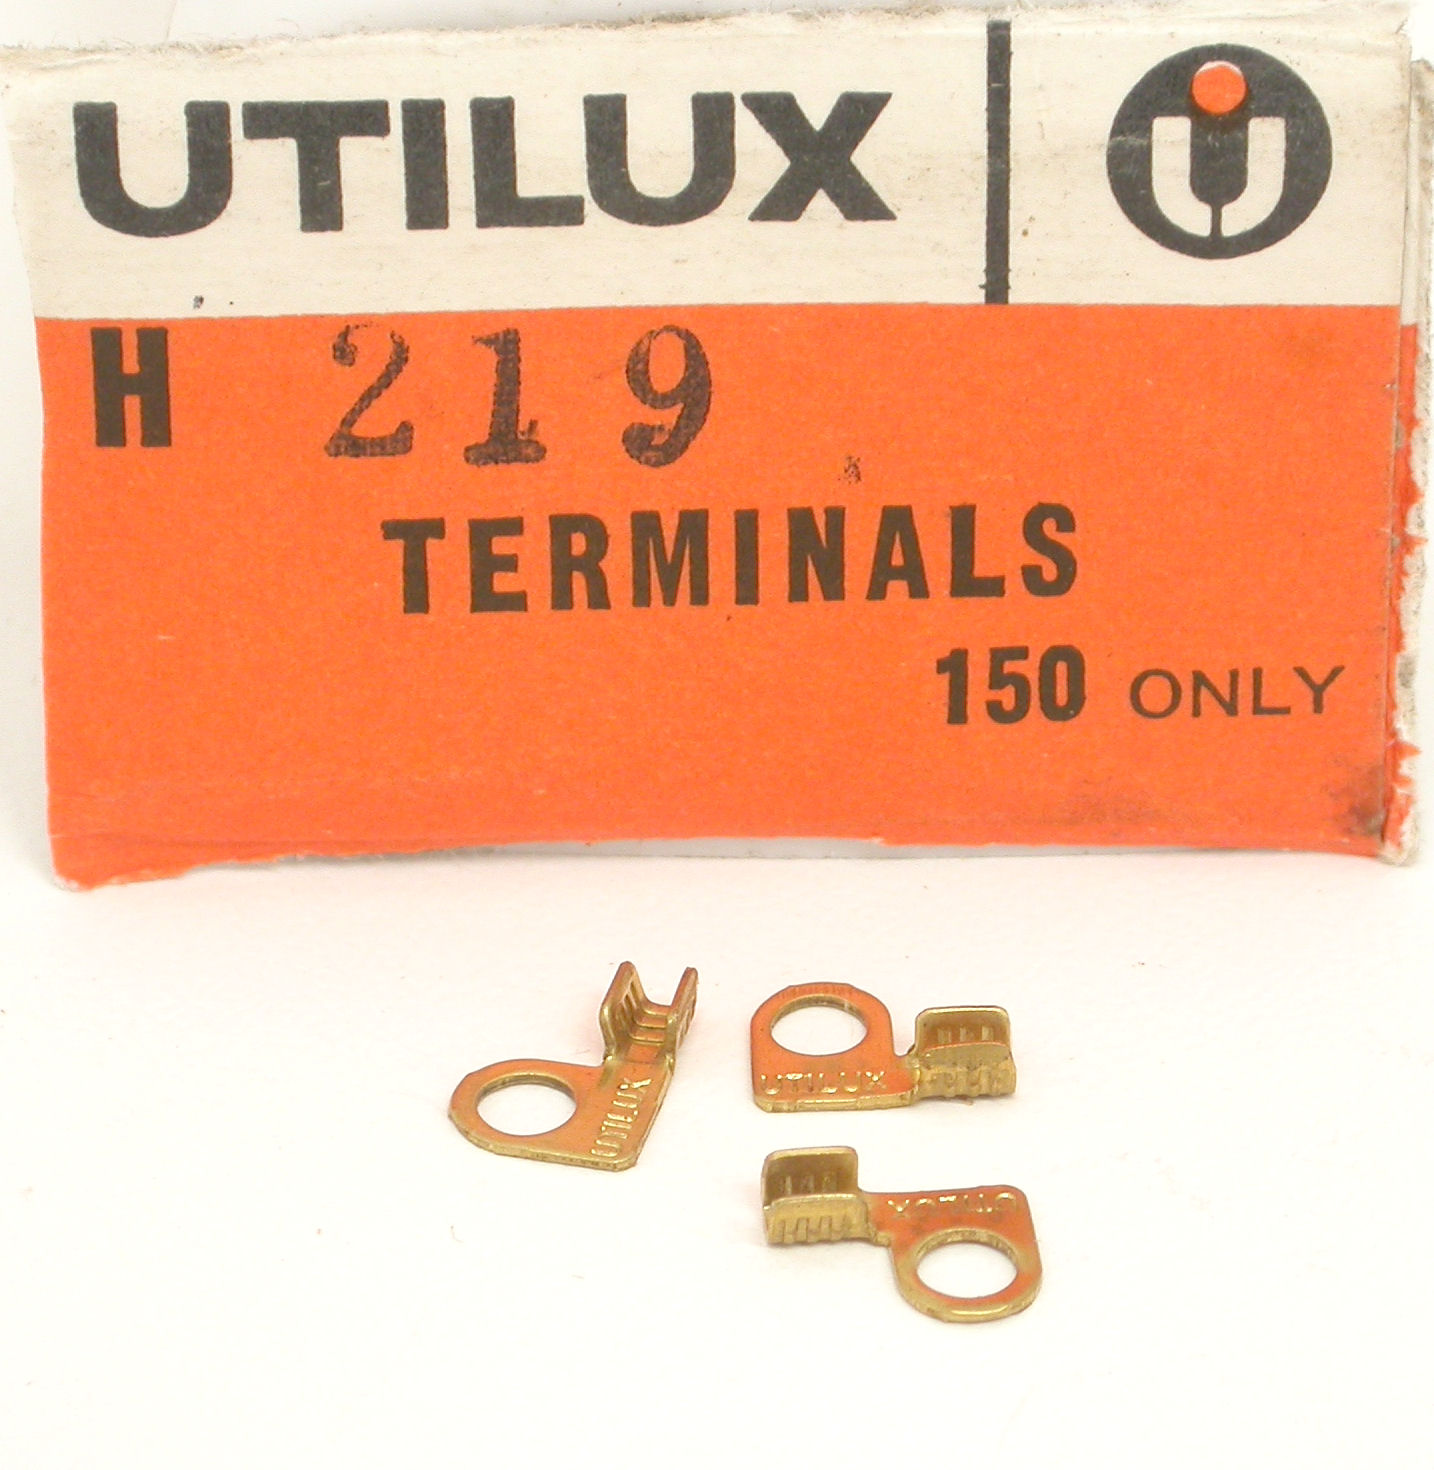 UTILUX
H 219
TERMINALS
150 ONLY
UTILUX
UTILUX
UTILUX